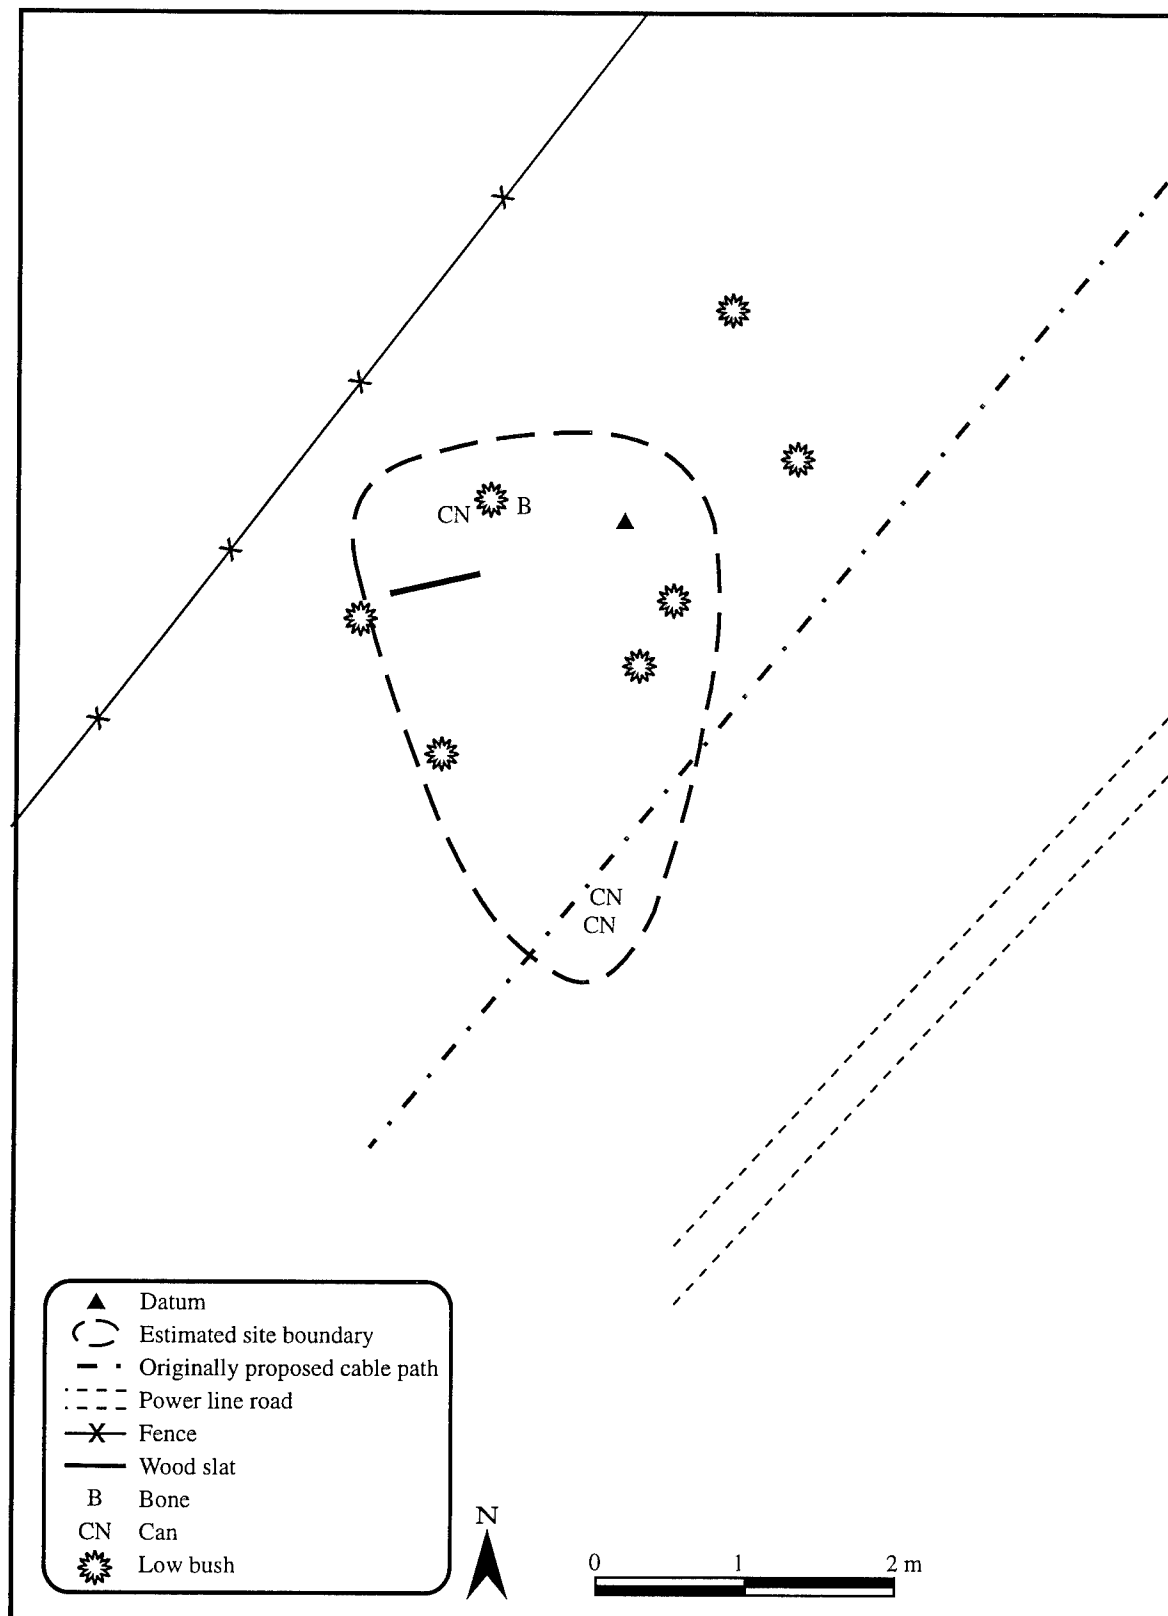 CN B
CN
CN
Datum
Estimated site boundary
Originally proposed cable path
Power line road
Fence
Wood slat
B Bone
CN Can
Low bush
N
0 1 2 m